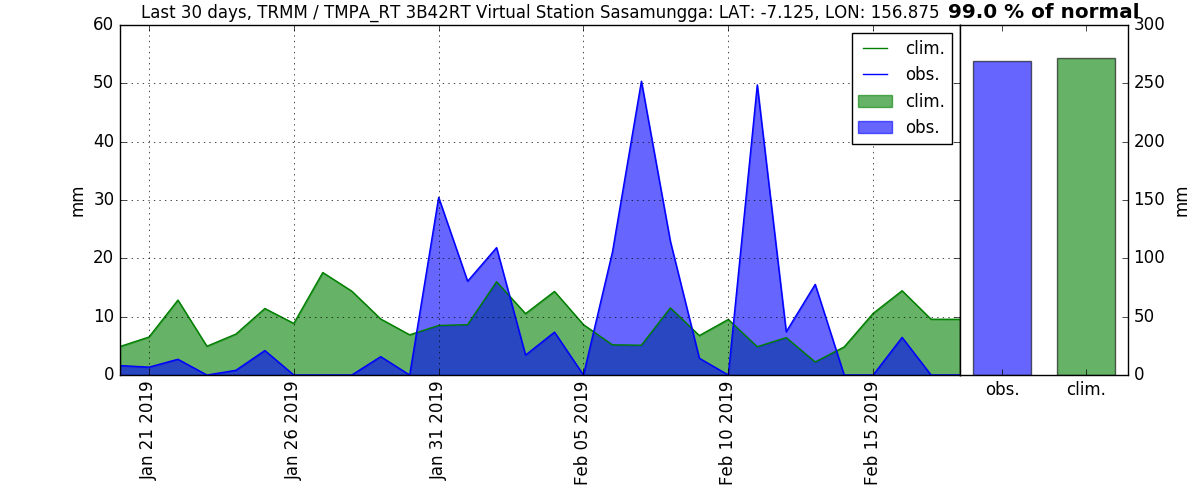 Last 30 days, TRMM / TMPA_RT 3B42RT Virtual Station Sasamungga: LAT: -7.125, LON: 156.875
99.0 % of normal
60
50
40
30
20
10
0
mm
clim.
obs.
clim.
obs.
300
250
200
150
100
50
0
mm
Jan 21 2019
Jan 26 2019
Jan 31 2019
Feb 05 2019
Feb 10 2019
Feb 15 2019
obs.
clim.